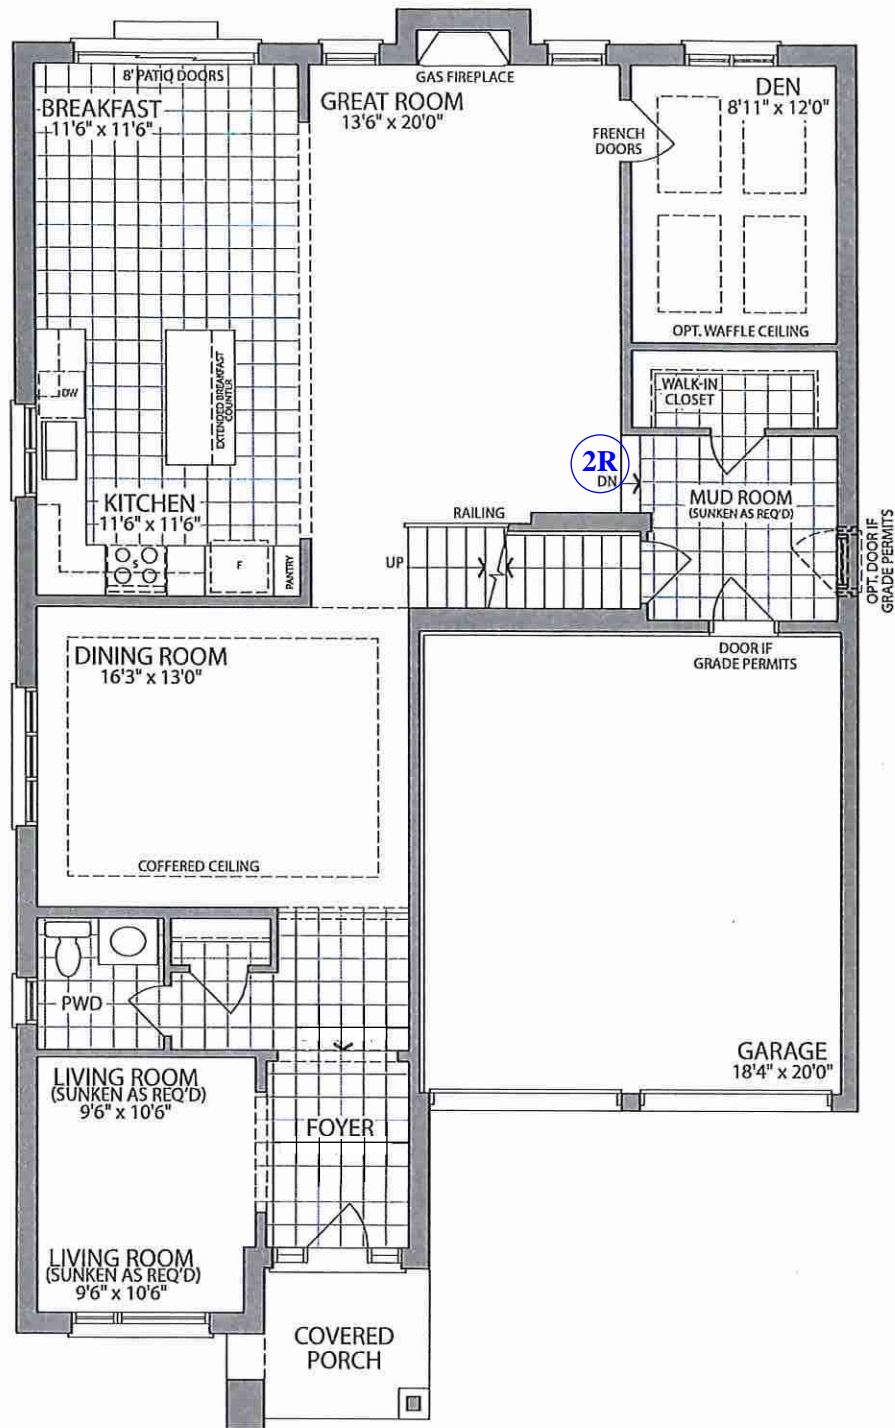 8' PATIO DOORS
GAS FIREPLACE
BREAKFAST
11'6" x 11'6"
GREAT ROOM
13'6" x 20'0"
DEN
8'11" x 12'0"
FRENCH
DOORS
OPT. WAFFLE CEILING
WALK-IN
CLOSET
DW
EXTENDED BREAKFAST
COUNTER
2R
DN
MUD ROOM
(SUNKEN AS REQ'D)
KITCHEN
11'6" x 11'6"
RAILING
UP
S
F
PANTRY
OPT. DOOR IF
GRADE PERMITS
DOOR IF
GRADE PERMITS
DINING ROOM
16'3" x 13'0"
COFFERED CEILING
PWD
GARAGE
18'4" x 20'0"
LIVING ROOM
(SUNKEN AS REQ'D)
9'6" x 10'6"
FOYER
LIVING ROOM
(SUNKEN AS REQ'D)
9'6" x 10'6"
COVERED
PORCH